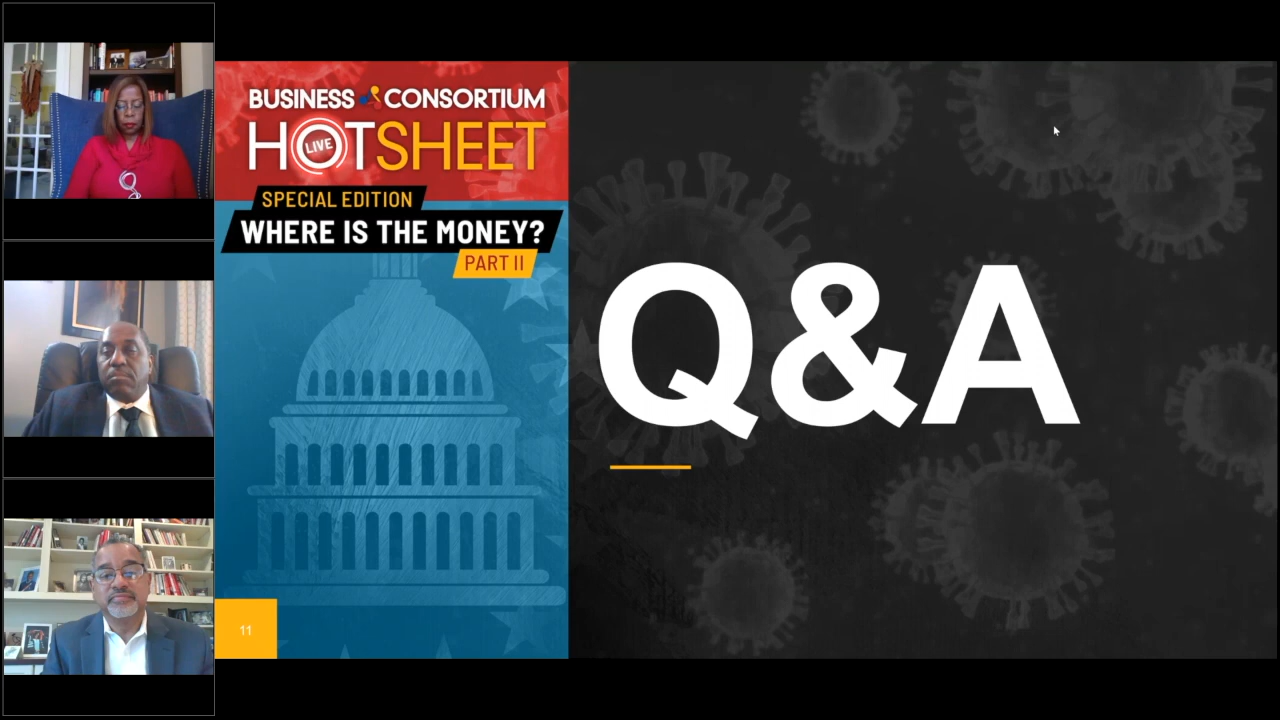 BUSINESS CONSORTIUM
HOTSHEET
LIVE
SPECIAL EDITION
WHERE IS THE MONEY?
PART II
Q&A
11